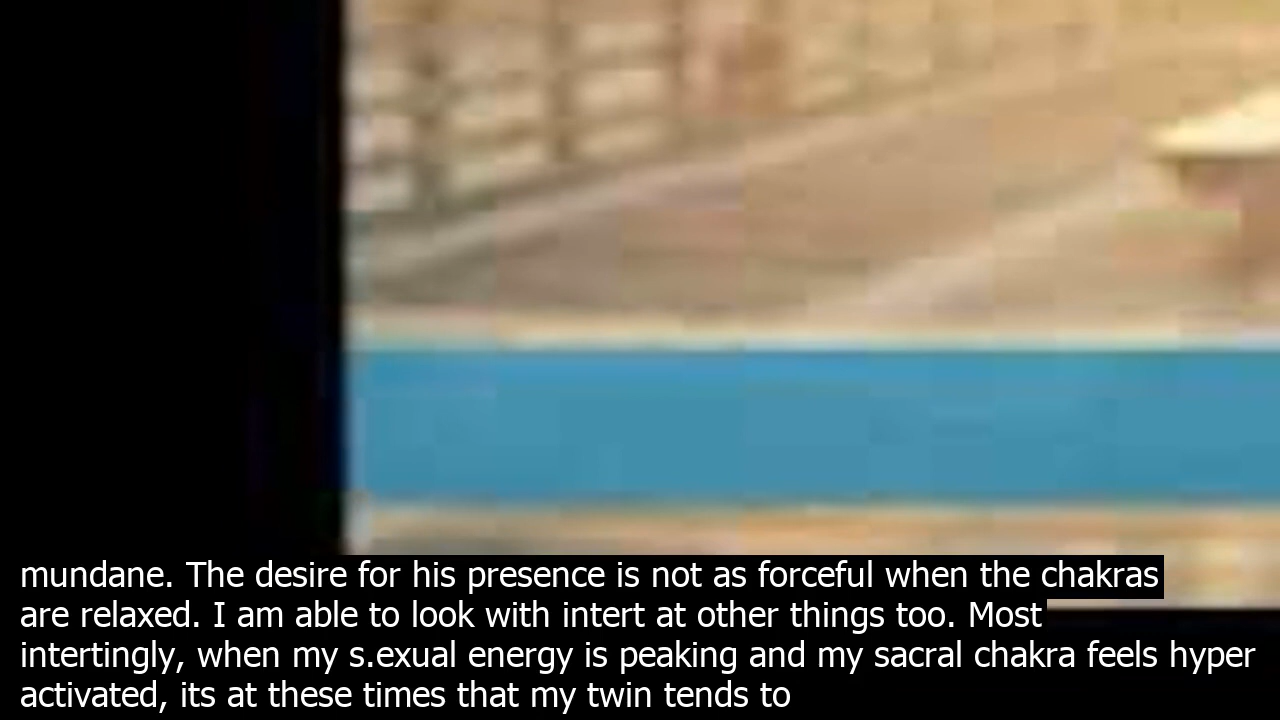 mundane. The desire for his presence is not as forceful when the chakras
are relaxed. I am able to look with intert at other things too. Most
intertingly, when my s.exual energy is peaking and my sacral chakra feels hyper
activated, its at these times that my twin tends to